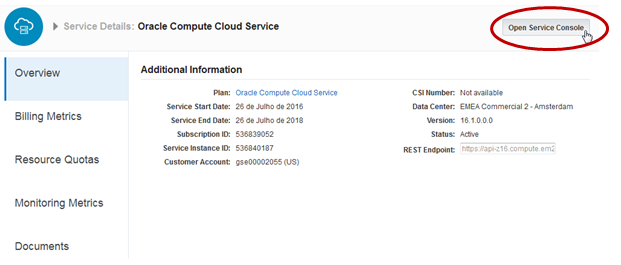 Service Details: Oracle Compute Cloud Service
Open Service Console
Overview
Billing Metrics
Resource Quotas
Monitoring Metrics
Documents
Additional Information
Plan: Oracle Compute Cloud Service
Service Start Date: 26 de Julho de 2016
Service End Date: 26 de Julho de 2018
Subscription ID: 536839052
Service Instance ID: 536840187
Customer Account: gse00002055 (US)
CSI Number: Not available
Data Center: EMEA Commercial 2 - Amsterdam
Version: 16.1.0.0.0
Status: Active
REST Endpoint: https://api-z16.compute.em2